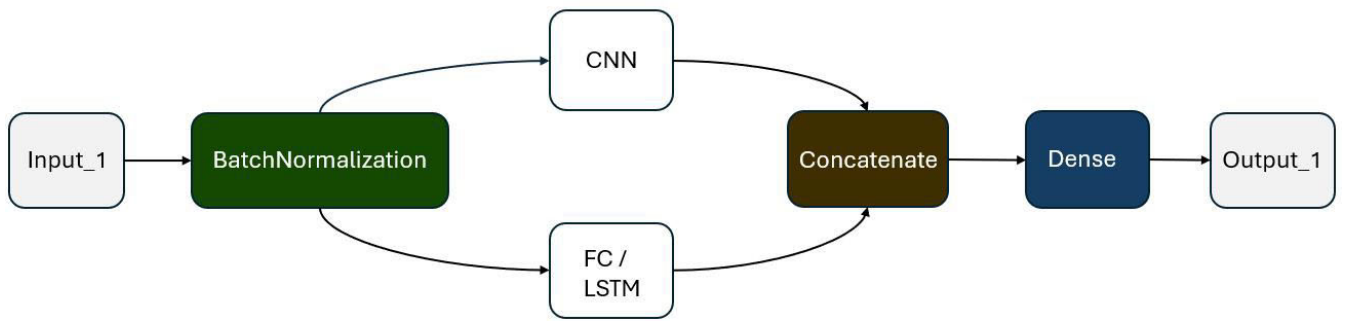 CNN
Input_1
BatchNormalization
Concatenate
Dense
Output_1
FC /
LSTM